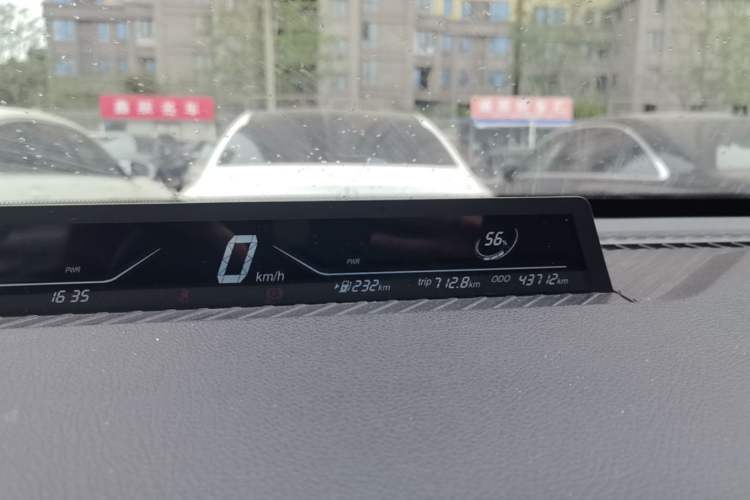 56%
PWR
0 km/h
PWR
16:35
232km
trip 712.8km
ODO 43712km